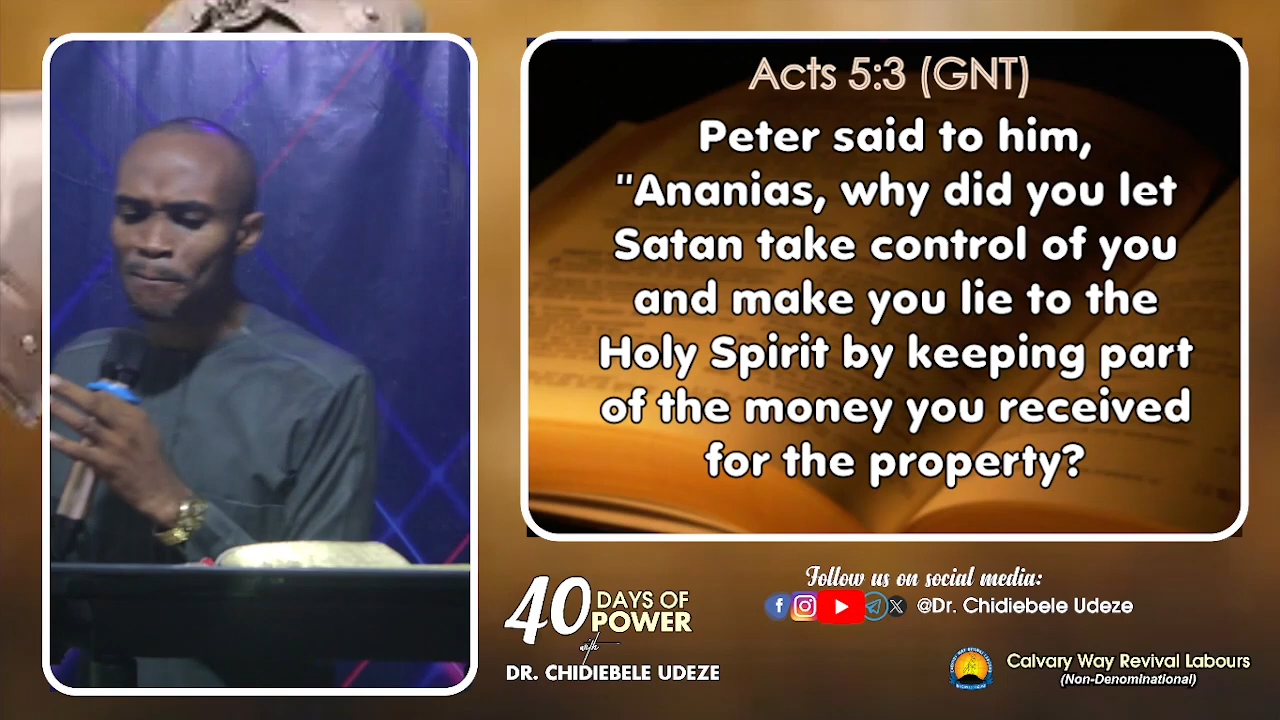 Acts 5:3 (GNT)
Peter said to him,
"Ananias, why did you let
Satan take control of you
and make you lie to the
Holy Spirit by keeping part
of the money you received
for the property?
40 DAYS OF
POWER
with
DR. CHIDIEBELE UDEZE
Follow us on social media:
@Dr. Chidiebele Udeze
Calvary Way Revival Labours
(Non-Denominational)